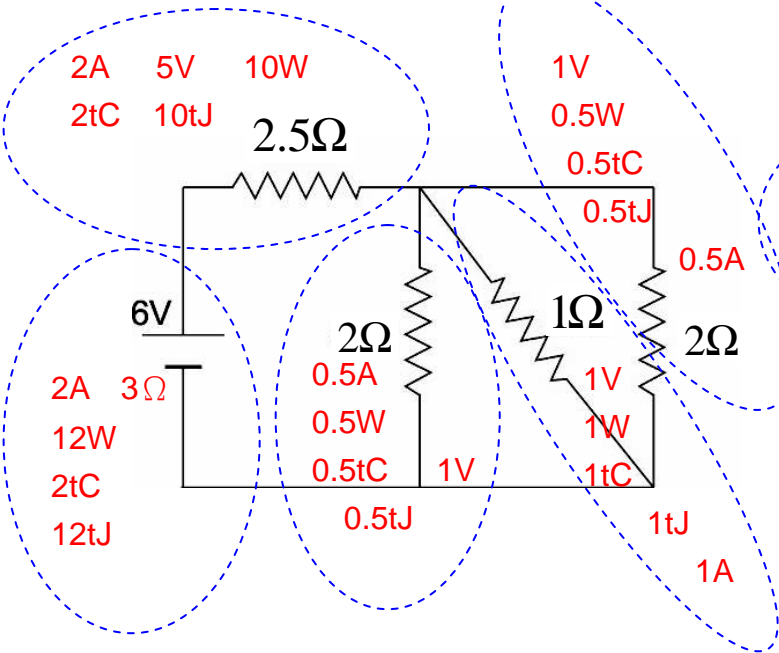 2A 5V 10W
2tC 10tJ
2.5Ω
1V
0.5W
0.5tC
0.5tJ
0.5A
2Ω
6V
2A 3Ω
12W
2tC
12tJ
2Ω
0.5A
0.5W
0.5tC 1V
0.5tJ
1Ω
1V
1W
1tC
1tJ
1A